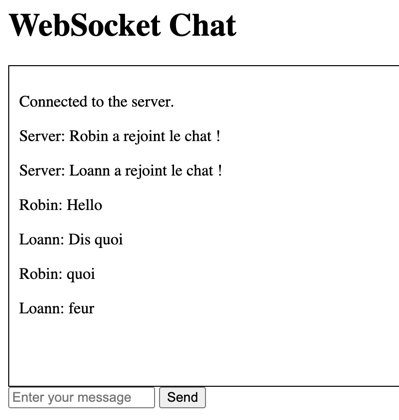 WebSocket Chat
Connected to the server.
Server: Robin a rejoint le chat !
Server: Loann a rejoint le chat !
Robin: Hello
Loann: Dis quoi
Robin: quoi
Loann: feur
Enter your message
Send